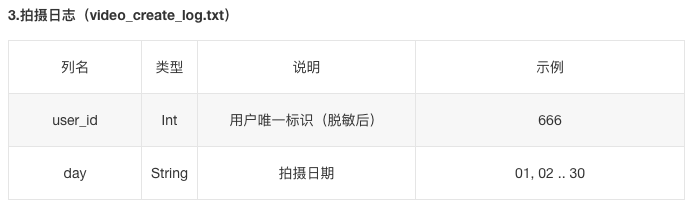 3.拍摄日志（video_create_log.txt）
列名 类型 说明 示例
user_id Int 用户唯一标识（脱敏后） 666
day String 拍摄日期 01, 02 .. 30